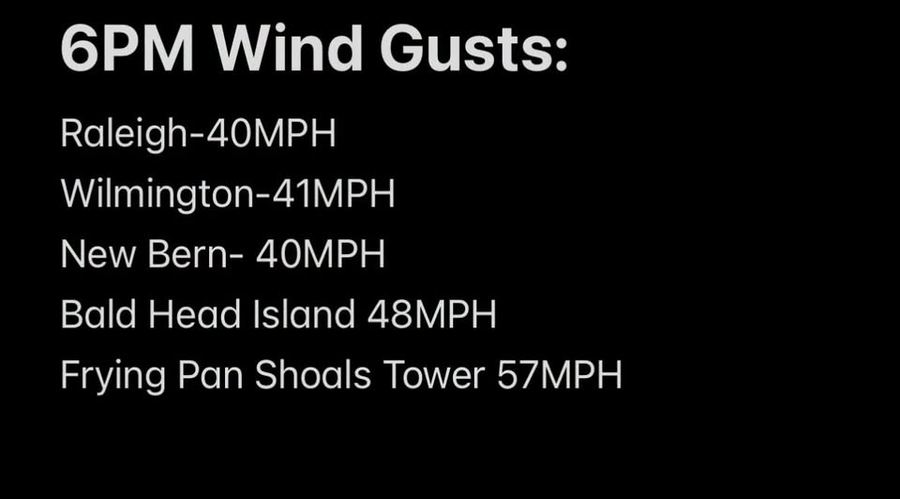 6PM Wind Gusts:
Raleigh-40MPH
Wilmington-41MPH
New Bern- 40MPH
Bald Head Island 48MPH
Frying Pan Shoals Tower 57MPH